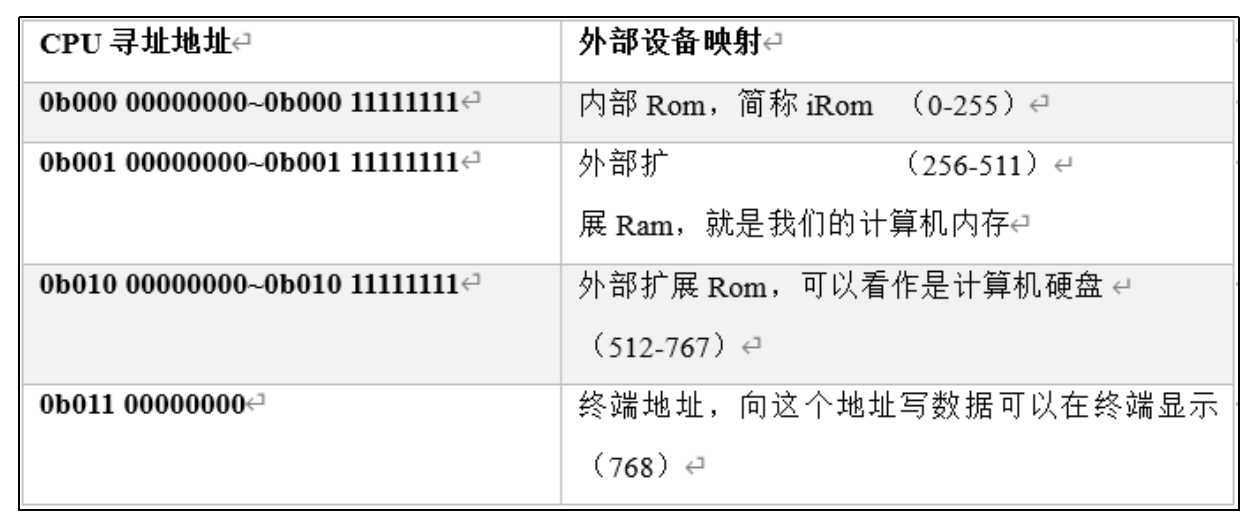 CPU 寻址地址↵ 外部设备映射↵
0b000 00000000~0b000 11111111↵ 内部 Rom，简称 iRom （0-255）↵
0b001 00000000~0b001 11111111↵ 外部扩 （256-511）↵
展 Ram，就是我们的计算机内存↵
0b010 00000000~0b010 11111111↵ 外部扩展 Rom，可以看作是计算机硬盘↵
（512-767）↵
0b011 00000000↵ 终端地址，向这个地址写数据可以在终端显示
（768）↵